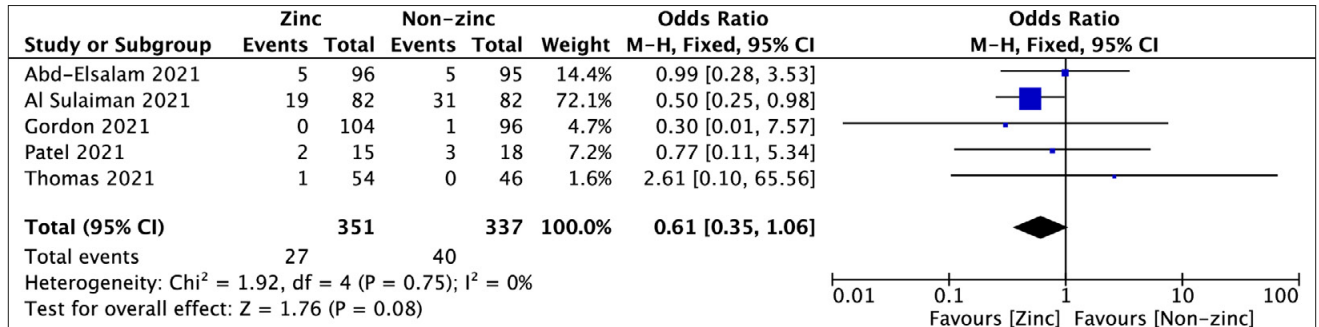 Zinc Non-zinc Odds Ratio Odds Ratio
Study or Subgroup Events Total Events Total Weight M-H, Fixed, 95% CI M-H, Fixed, 95% CI
Abd-Elsalam 2021 5 96 5 95 14.4% 0.99 [0.28, 3.53]
Al Sulaiman 2021 19 82 31 82 72.1% 0.50 [0.25, 0.98]
Gordon 2021 0 104 1 96 4.7% 0.30 [0.01, 7.57]
Patel 2021 2 15 3 18 7.2% 0.77 [0.11, 5.34]
Thomas 2021 1 54 0 46 1.6% 2.61 [0.10, 65.56]
Total (95% CI) 351 337 100.0% 0.61 [0.35, 1.06]
Total events 27 40
Heterogeneity: Chi² = 1.92, df = 4 (P = 0.75); I² = 0%
Test for overall effect: Z = 1.76 (P = 0.08)
0.01 0.1 1 10 100
Favours [Zinc] Favours [Non-zinc]